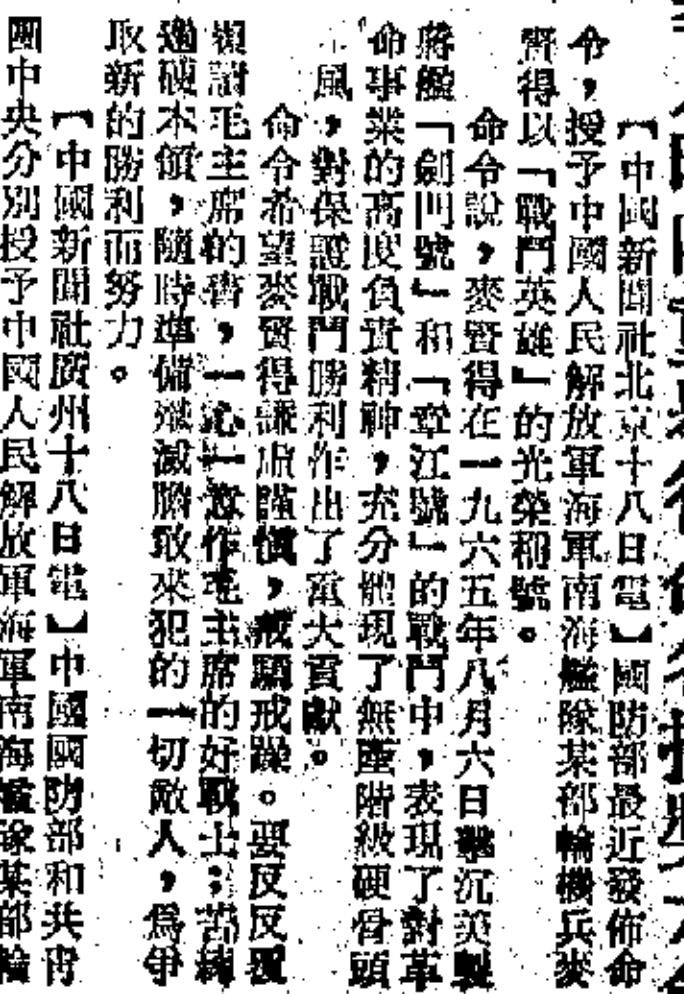 【中國新聞社北京十八日電】國防部最近發佈命
令，授予中國人民解放軍海軍南海艦隊某部輪機兵麥
賢得以「戰鬥英雄」的光榮稱號。
命令說，麥賢得在一九六五年八月六日擊沉美製
蔣艦「劍門號」和「章江號」的戰鬥中，表現了對革
命事業的高度負責精神，充分體現了無產階級硬骨頭
風，對保證戰鬥勝利作出了重大貢獻。
命令希望麥賢得謙虛謹慎，戒驕戒躁。要反反覆
覆讀毛主席的書，一心一意作毛主席的好戰士；苦練
過硬本領，隨時準備殲滅膽敢來犯的一切敵人，爲爭
取新的勝利而努力。
【中國新聞社廣州十八日電】中國國防部和共青
團中央分別授予中國人民解放軍海軍南海艦隊某部輪